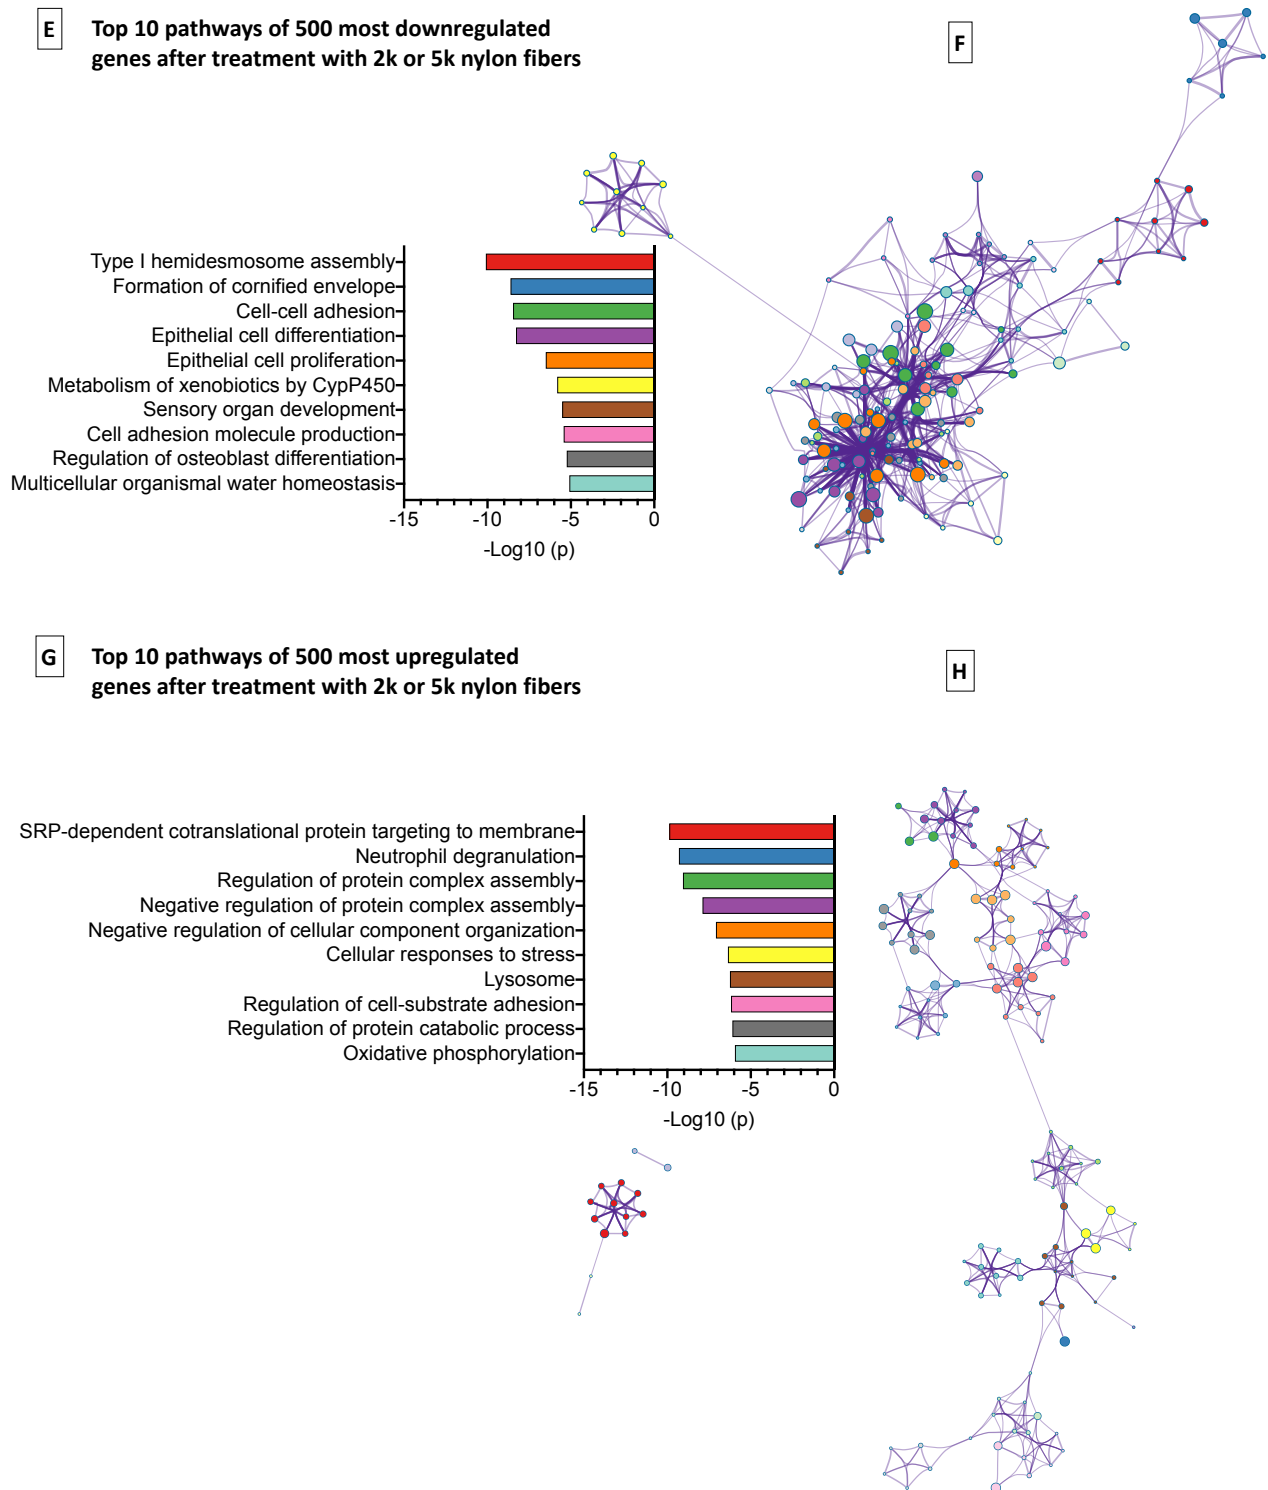 E
Top 10 pathways of 500 most downregulated
genes after treatment with 2k or 5k nylon fibers
F
Type I hemidesmosome assembly
Formation of cornified envelope
Cell-cell adhesion
Epithelial cell differentiation
Epithelial cell proliferation
Metabolism of xenobiotics by CypP450
Sensory organ development
Cell adhesion molecule production
Regulation of osteoblast differentiation
Multicellular organismal water homeostasis
-15 -10 -5 0
-Log10 (p)
G
Top 10 pathways of 500 most upregulated
genes after treatment with 2k or 5k nylon fibers
H
SRP-dependent cotranslational protein targeting to membrane
Neutrophil degranulation
Regulation of protein complex assembly
Negative regulation of protein complex assembly
Negative regulation of cellular component organization
Cellular responses to stress
Lysosome
Regulation of cell-substrate adhesion
Regulation of protein catabolic process
Oxidative phosphorylation
-15 -10 -5 0
-Log10 (p)